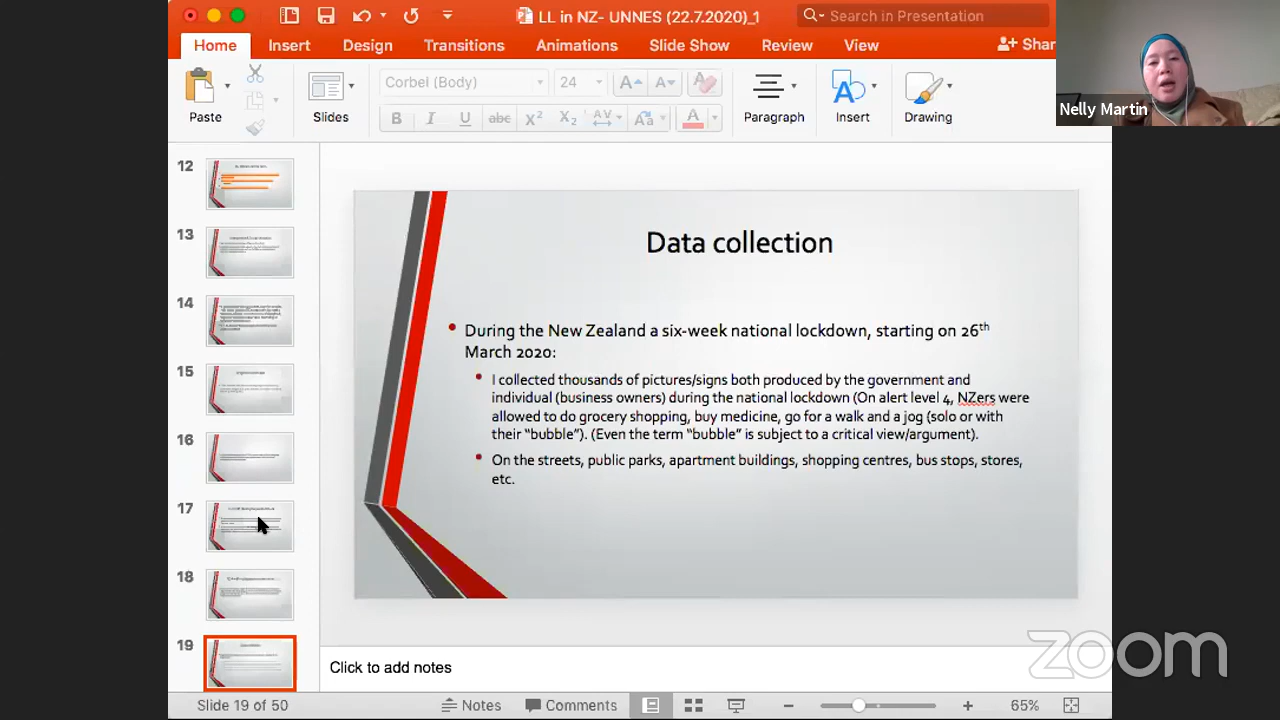 LL in NZ- UNNES (22.7.2020)_1
Search in Presentation
Home Insert Design Transitions Animations Slide Show Review View Shar
Corbel (Body) 24
Paste Slides Paragraph Insert Drawing
Nelly Martin
12
13
14
15
16
17
18
19
Data collection
During the New Zealand a six-week national lockdown, starting on 26th
March 2020:
I collected thousands of pictures/signs both produced by the government and
individual (business owners) during the national lockdown (On alert level 4, NZers were
allowed to do grocery shopping, buy medicine, go for a walk and a jog (solo or with
their “bubble”). (Even the term “bubble” is subject to a critical view/argument).
On the streets, public parks, apartment buildings, shopping centres, bus stops, stores,
etc.
Click to add notes
zoom
Slide 19 of 50 Notes Comments 65%